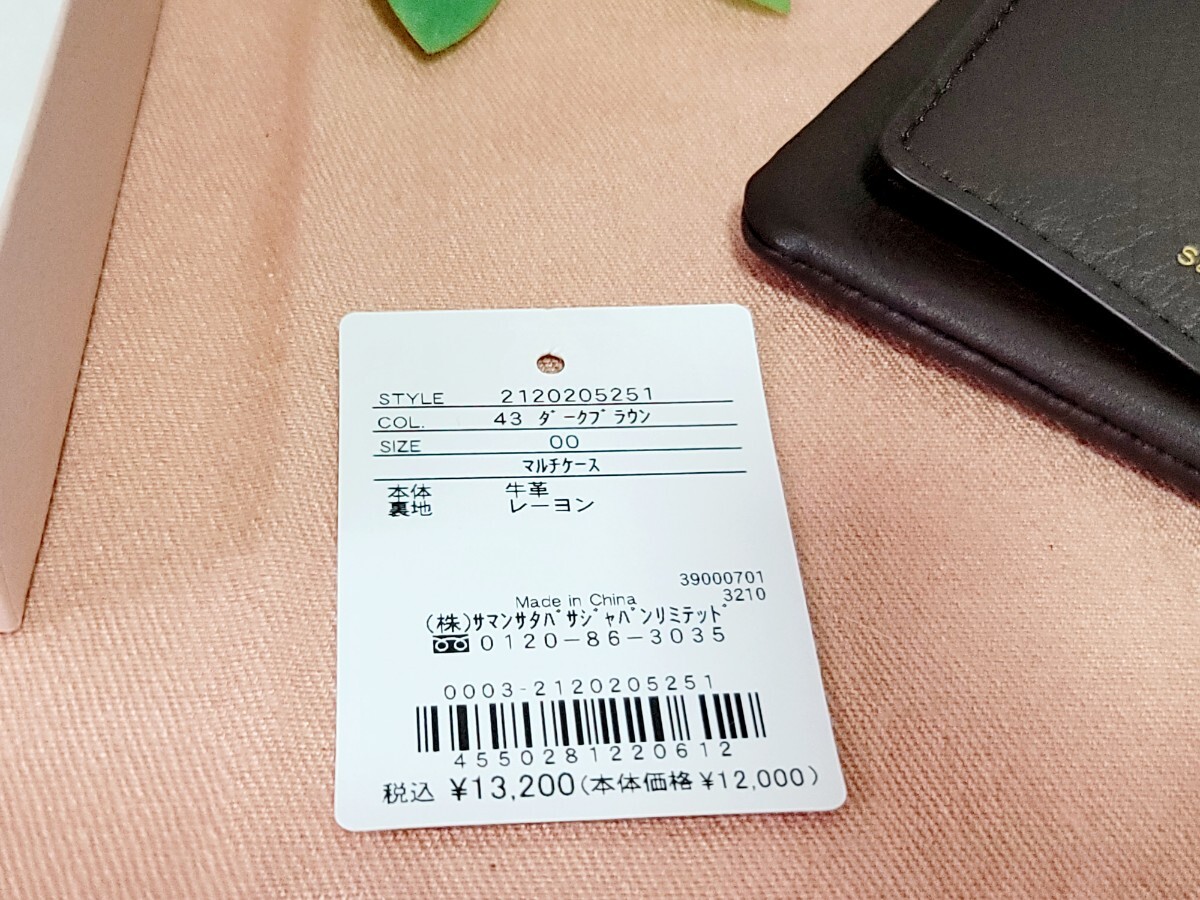 STYLE 2120205251
COL. 43 ﾀﾞｰｸﾌﾞﾗｳﾝ
SIZE 00
ﾏﾙﾁｹｰｽ
本体 牛革
裏地 レーヨン
39000701
Made in China 3210
(株)ｻﾏﾝｻﾀﾊﾞｻｼﾞｬﾊﾟﾝﾘﾐﾃｯﾄﾞ
0120-86-3035
0003-2120205251
4550281220612
税込 ¥13,200(本体価格¥12,000)